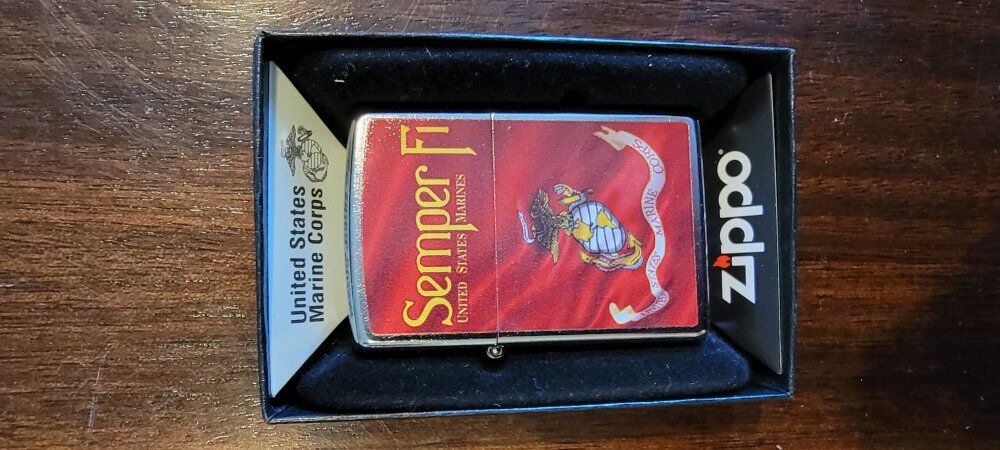 United States
Marine Corps
Semper Fi
UNITED STATES MARINES
UNITED STATES MARINE CORPS
Zippo®